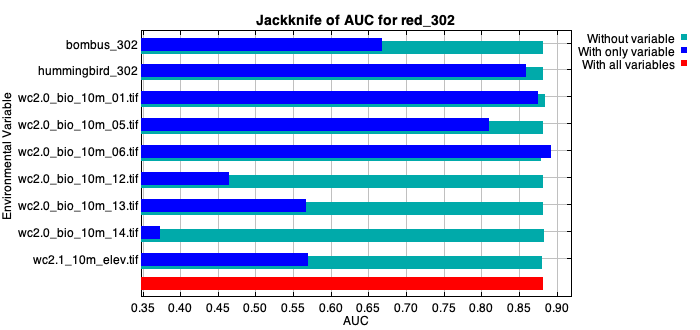 Jackknife of AUC for red_302
Without variable
With only variable
With all variables
Environmental Variable
bombus_302
hummingbird_302
wc2.0_bio_10m_01.tif
wc2.0_bio_10m_05.tif
wc2.0_bio_10m_06.tif
wc2.0_bio_10m_12.tif
wc2.0_bio_10m_13.tif
wc2.0_bio_10m_14.tif
wc2.1_10m_elev.tif
0.35 0.40 0.45 0.50 0.55 0.60 0.65 0.70 0.75 0.80 0.85 0.90
AUC